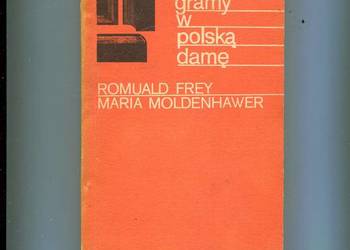 gramy
w
polską
damę
ROMUALD FREY
MARIA MOLDENHAWER